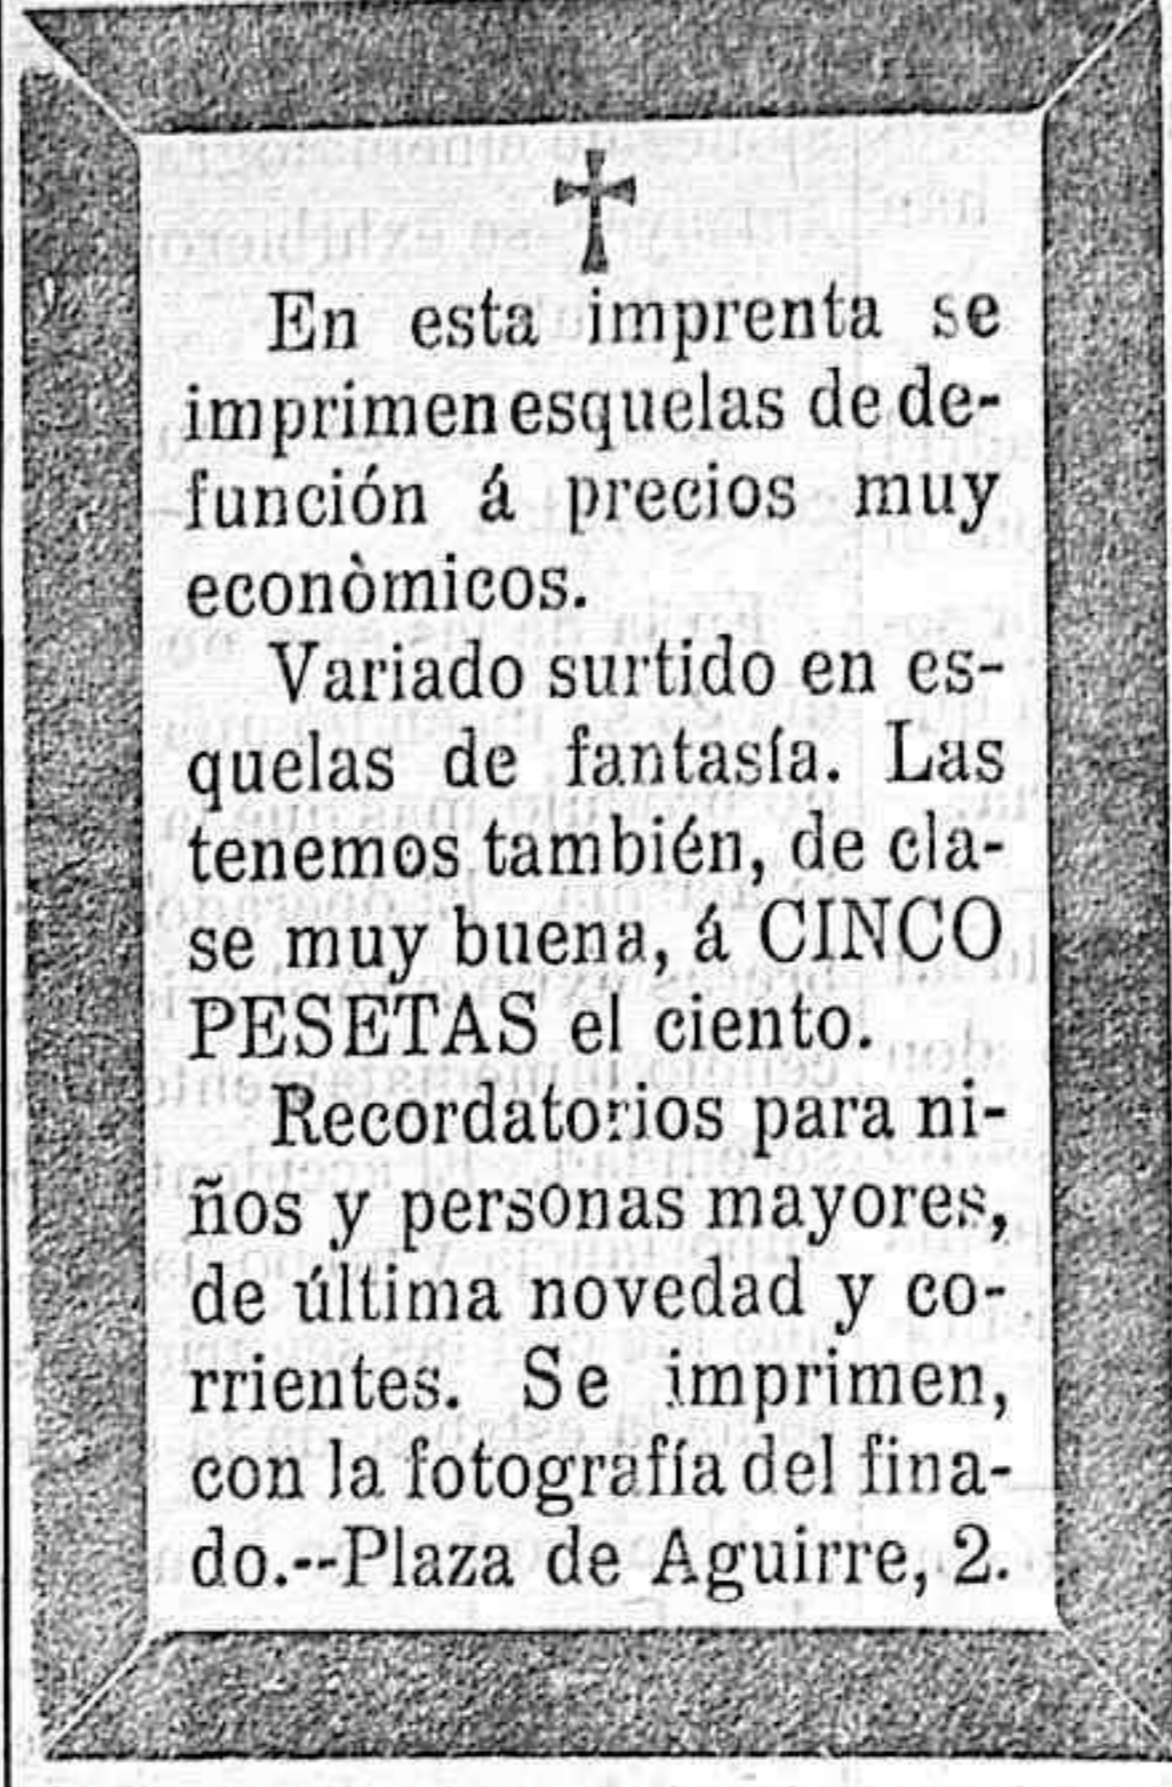 En esta imprenta se
imprimen esquelas de de-
función á precios muy
econòmicos.
Variado surtido en es-
quelas de fantasía. Las
tenemos también, de cla-
se muy buena, á CINCO
PESETAS el ciento.
Recordatorios para ni-
ños y personas mayores,
de última novedad y co-
rrientes. Se imprimen,
con la fotografía del fina-
do.--Plaza de Aguirre, 2.